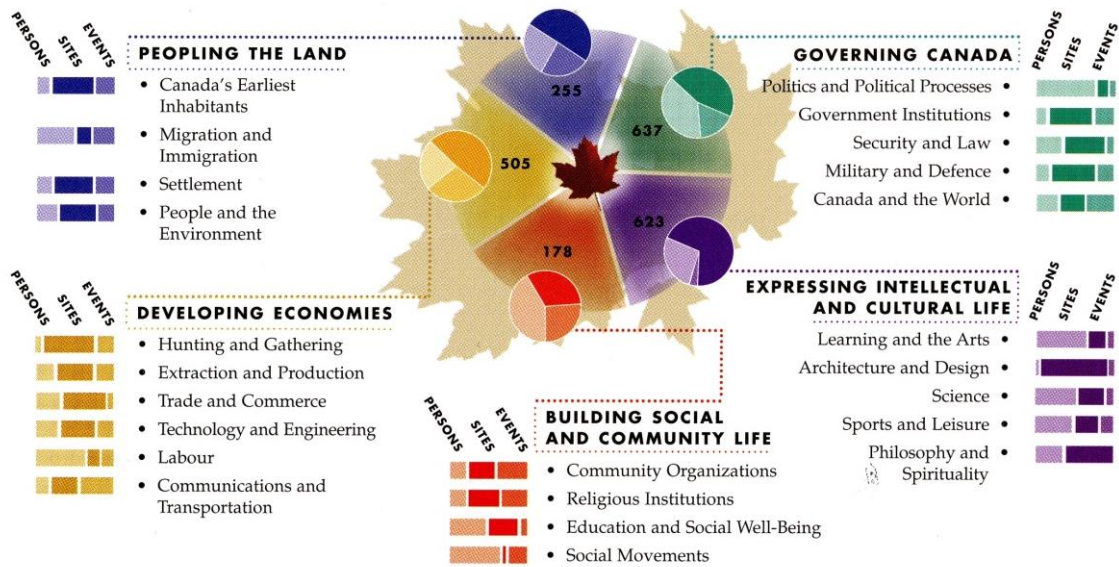 PERSONS
SITES
EVENTS
PEOPLING THE LAND
• Canada's Earliest
Inhabitants
• Migration and
Immigration
• Settlement
• People and the
Environment
255
637
505
623
178
PERSONS
SITES
EVENTS
GOVERNING CANADA
Politics and Political Processes •
Government Institutions •
Security and Law •
Military and Defence •
Canada and the World •
PERSONS
SITES
EVENTS
DEVELOPING ECONOMIES
• Hunting and Gathering
• Extraction and Production
• Trade and Commerce
• Technology and Engineering
• Labour
• Communications and
Transportation
PERSONS
SITES
EVENTS
BUILDING SOCIAL
AND COMMUNITY LIFE
• Community Organizations
• Religious Institutions
• Education and Social Well-Being
• Social Movements
EXPRESSING INTELLECTUAL
AND CULTURAL LIFE
PERSONS
SITES
EVENTS
Learning and the Arts •
Architecture and Design •
Science •
Sports and Leisure •
Philosophy and •
Spirituality